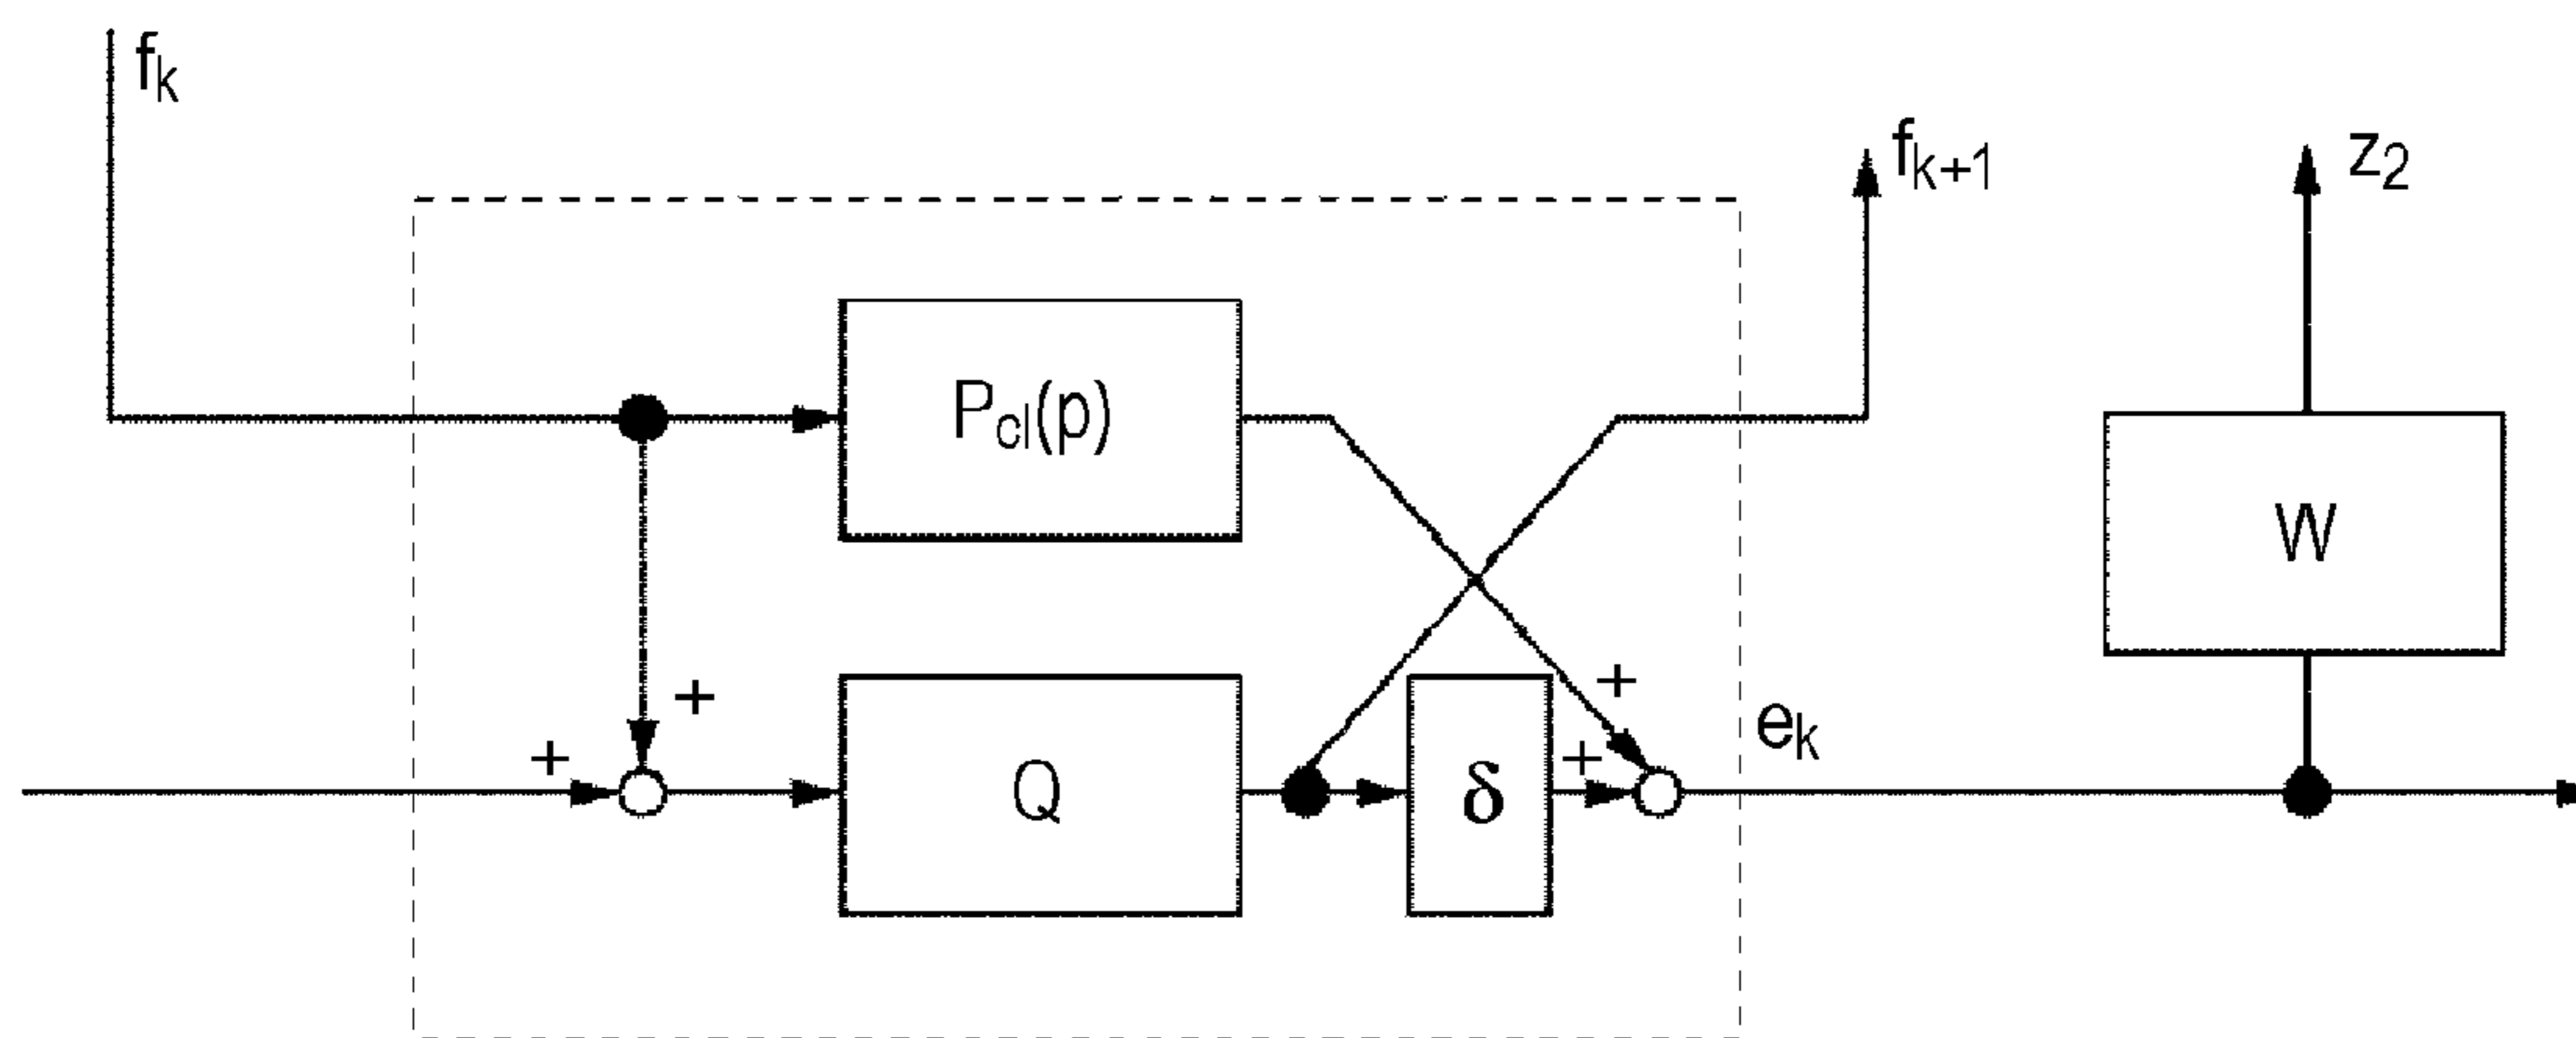 fk
fk+1
z2
Pcl(p)
W
+
+
+
+
ek
Q
δ